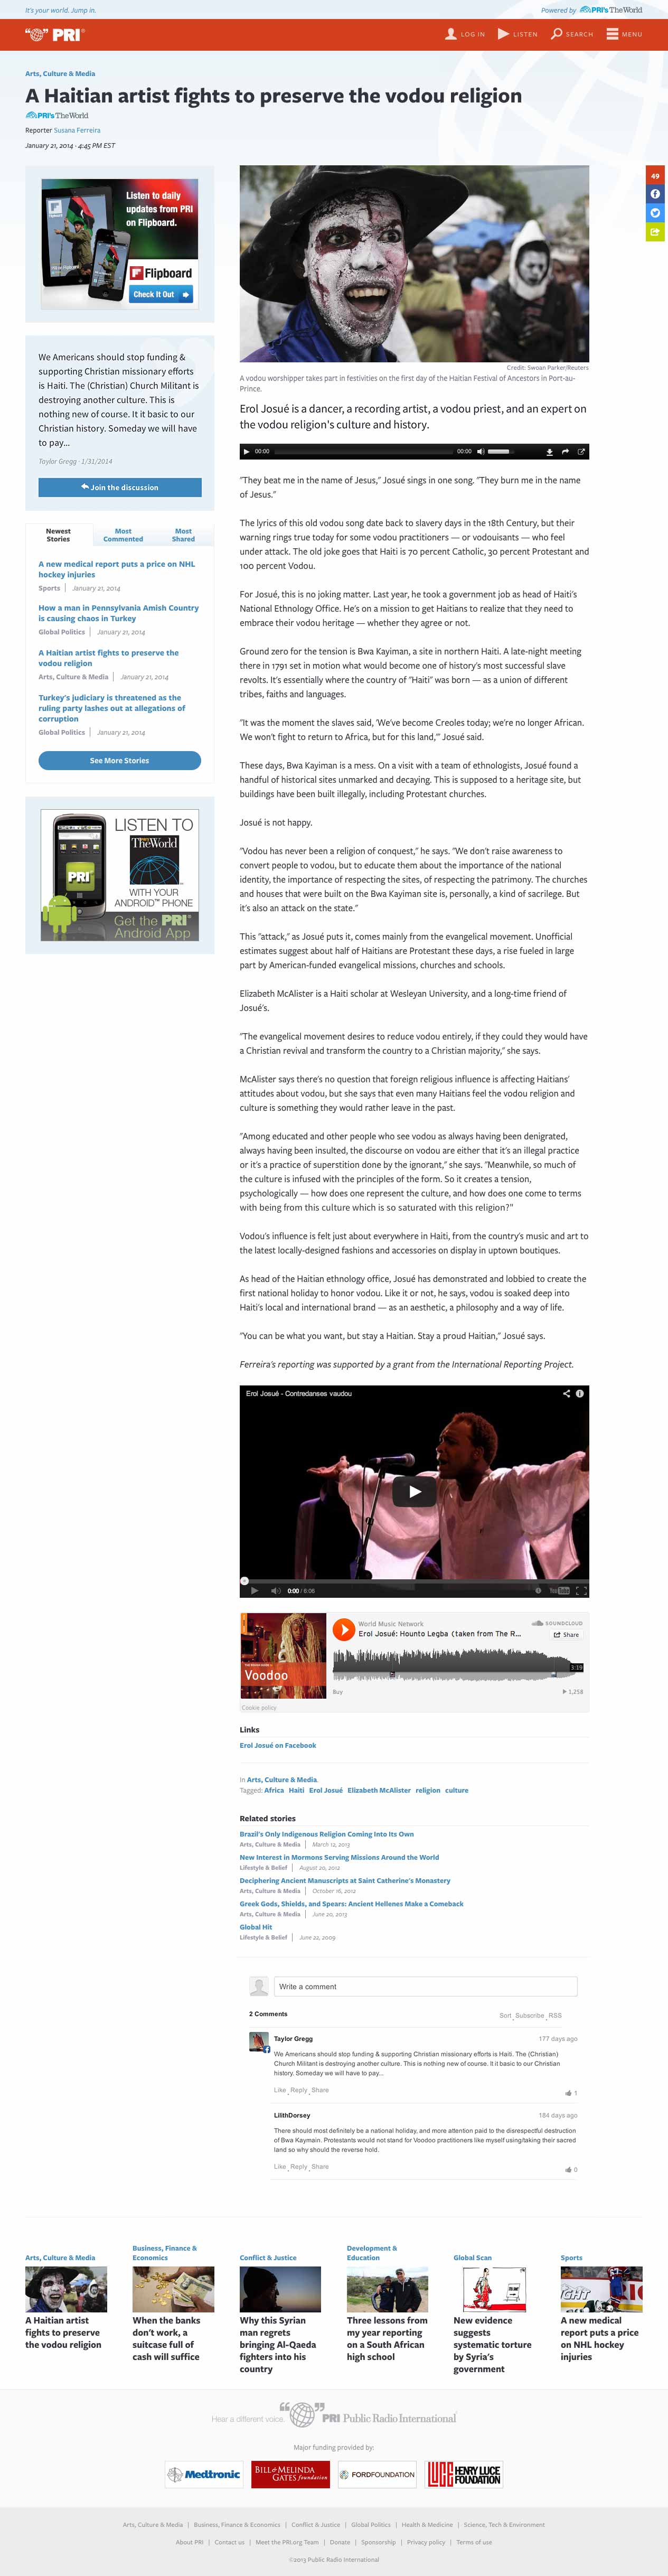 It's your world. Jump in.
Powered by PRI's TheWorld
PRI
LOG IN
LISTEN
SEARCH
MENU
Arts, Culture & Media
A Haitian artist fights to preserve the vodou religion
PRI's TheWorld
Reporter Susana Ferreira
January 21, 2014 · 4:45 PM EST
Listen to daily
updates from PRI
on Flipboard.
Flipboard
Check It Out
We Americans should stop funding &
supporting Christian missionary efforts
is Haiti. The (Christian) Church Militant is
destroying another culture. This is
nothing new of course. It it basic to our
Christian history. Someday we will have
to pay...
Taylor Gregg · 1/31/2014
Join the discussion
Newest
Stories
Most
Commented
Most
Shared
A new medical report puts a price on NHL
hockey injuries
Sports | January 21, 2014
How a man in Pennsylvania Amish Country
is causing chaos in Turkey
Global Politics | January 21, 2014
A Haitian artist fights to preserve the
vodou religion
Arts, Culture & Media | January 21, 2014
Turkey's judiciary is threatened as the
ruling party lashes out at allegations of
corruption
Global Politics | January 21, 2014
See More Stories
LISTEN TO
TheWorld
PRI
WITH YOUR
ANDROID™ PHONE
Get the PRI
Android App
49
Credit: Swoan Parker/Reuters
A vodou worshipper takes part in festivities on the first day of the Haitian Festival of Ancestors in Port-au-
Prince.
Erol Josué is a dancer, a recording artist, a vodou priest, and an expert on
the vodou religion's culture and history.
00:00
00:00
"They beat me in the name of Jesus," Josué sings in one song. "They burn me in the name
of Jesus."
The lyrics of this old vodou song date back to slavery days in the 18th Century, but their
warning rings true today for some vodou practitioners — or vodouisants — who feel
under attack. The old joke goes that Haiti is 70 percent Catholic, 30 percent Protestant and
100 percent Vodou.
For Josué, this is no joking matter. Last year, he took a government job as head of Haiti's
National Ethnology Office. He's on a mission to get Haitians to realize that they need to
embrace their vodou heritage — whether they agree or not.
Ground zero for the tension is Bwa Kayiman, a site in northern Haiti. A late-night meeting
there in 1791 set in motion what would become one of history's most successful slave
revolts. It's essentially where the country of "Haiti" was born — as a union of different
tribes, faiths and languages.
"It was the moment the slaves said, 'We've become Creoles today; we're no longer African.
We won't fight to return to Africa, but for this land,'" Josué said.
These days, Bwa Kayiman is a mess. On a visit with a team of ethnologists, Josué found a
handful of historical sites unmarked and decaying. This is supposed to a heritage site, but
buildings have been built illegally, including Protestant churches.
Josué is not happy.
"Vodou has never been a religion of conquest," he says. "We don't raise awareness to
convert people to vodou, but to educate them about the importance of the national
identity, the importance of respecting the sites, of respecting the patrimony. The churches
and houses that were built on the Bwa Kayiman site is, personally, a kind of sacrilege. But
it's also an attack on the state."
This "attack," as Josué puts it, comes mainly from the evangelical movement. Unofficial
estimates suggest about half of Haitians are Protestant these days, a rise fueled in large
part by American-funded evangelical missions, churches and schools.
Elizabeth McAlister is a Haiti scholar at Wesleyan University, and a long-time friend of
Josué's.
"The evangelical movement desires to reduce vodou entirely, if they could they would have
a Christian revival and transform the country to a Christian majority," she says.
McAlister says there's no question that foreign religious influence is affecting Haitians'
attitudes about vodou, but she says that even many Haitians feel the vodou religion and
culture is something they would rather leave in the past.
"Among educated and other people who see vodou as always having been denigrated,
always having been insulted, the discourse on vodou are either that it's an illegal practice
or it's a practice of superstition done by the ignorant," she says. "Meanwhile, so much of
the culture is infused with the principles of the form. So it creates a tension,
psychologically — how does one represent the culture, and how does one come to terms
with being from this culture which is so saturated with this religion?"
Vodou's influence is felt just about everywhere in Haiti, from the country's music and art to
the latest locally-designed fashions and accessories on display in uptown boutiques.
As head of the Haitian ethnology office, Josué has demonstrated and lobbied to create the
first national holiday to honor vodou. Like it or not, he says, vodou is soaked deep into
Haiti's local and international brand — as an aesthetic, a philosophy and a way of life.
"You can be what you want, but stay a Haitian. Stay a proud Haitian," Josué says.
Ferreira's reporting was supported by a grant from the International Reporting Project.
Erol Josué - Contredanses vaudou
0:00 / 6:06
YouTube
Voodoo
World Music Network
Erol Josué: Hounto Legba (taken from The R...
SOUNDCLOUD
Share
3:19
Buy
1,258
Cookie policy
Links
Erol Josué on Facebook
In Arts, Culture & Media.
Tagged: Africa Haiti Erol Josué Elizabeth McAlister religion culture
Related stories
Brazil's Only Indigenous Religion Coming Into Its Own
Arts, Culture & Media | March 12, 2013
New Interest in Mormons Serving Missions Around the World
Lifestyle & Belief | August 20, 2012
Deciphering Ancient Manuscripts at Saint Catherine's Monastery
Arts, Culture & Media | October 16, 2012
Greek Gods, Shields, and Spears: Ancient Hellenes Make a Comeback
Arts, Culture & Media | June 20, 2013
Global Hit
Lifestyle & Belief | June 22, 2009
Write a comment
2 Comments
Sort , Subscribe , RSS
Taylor Gregg
177 days ago
We Americans should stop funding & supporting Christian missionary efforts is Haiti. The (Christian)
Church Militant is destroying another culture. This is nothing new of course. It it basic to our Christian
history. Someday we will have to pay...
Like , Reply , Share
1
LilithDorsey
184 days ago
There should most definitely be a national holiday, and more attention paid to the disrespectful destruction
of Bwa Kaymain. Protestants would not stand for Voodoo practitioners like myself using/taking their sacred
land so why should the reverse hold.
Like , Reply , Share
0
Arts, Culture & Media
A Haitian artist
fights to preserve
the vodou religion
Business, Finance &
Economics
When the banks
don't work, a
suitcase full of
cash will suffice
Conflict & Justice
Why this Syrian
man regrets
bringing Al-Qaeda
fighters into his
country
Development &
Education
Three lessons from
my year reporting
on a South African
high school
Global Scan
New evidence
suggests
systematic torture
by Syria's
government
Sports
A new medical
report puts a price
on NHL hockey
injuries
Hear a different voice.
PRI Public Radio International
Major funding provided by:
Medtronic
BILL & MELINDA
GATES foundation
FORDFOUNDATION
HENRY LUCE
FOUNDATION
Arts, Culture & Media | Business, Finance & Economics | Conflict & Justice | Global Politics | Health & Medicine | Science, Tech & Environment
About PRI | Contact us | Meet the PRI.org Team | Donate | Sponsorship | Privacy policy | Terms of use
©2013 Public Radio International